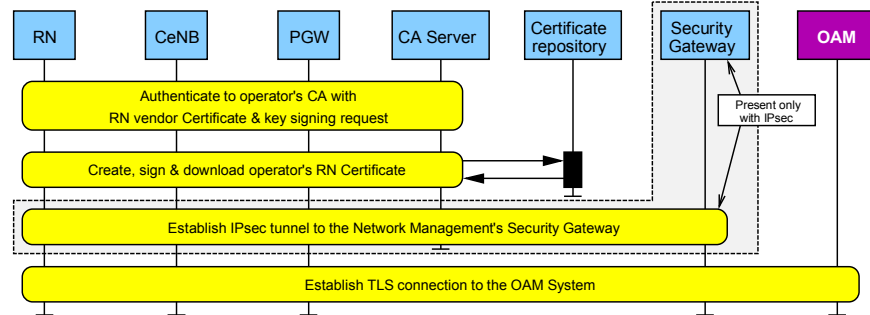 RN
CeNB
PGW
CA Server
Certificate
repository
Security
Gateway
OAM
Authenticate to operator's CA with
RN vendor Certificate & key signing request
Present only
with IPsec
Create, sign & download operator's RN Certificate
Establish IPsec tunnel to the Network Management's Security Gateway
Establish TLS connection to the OAM System